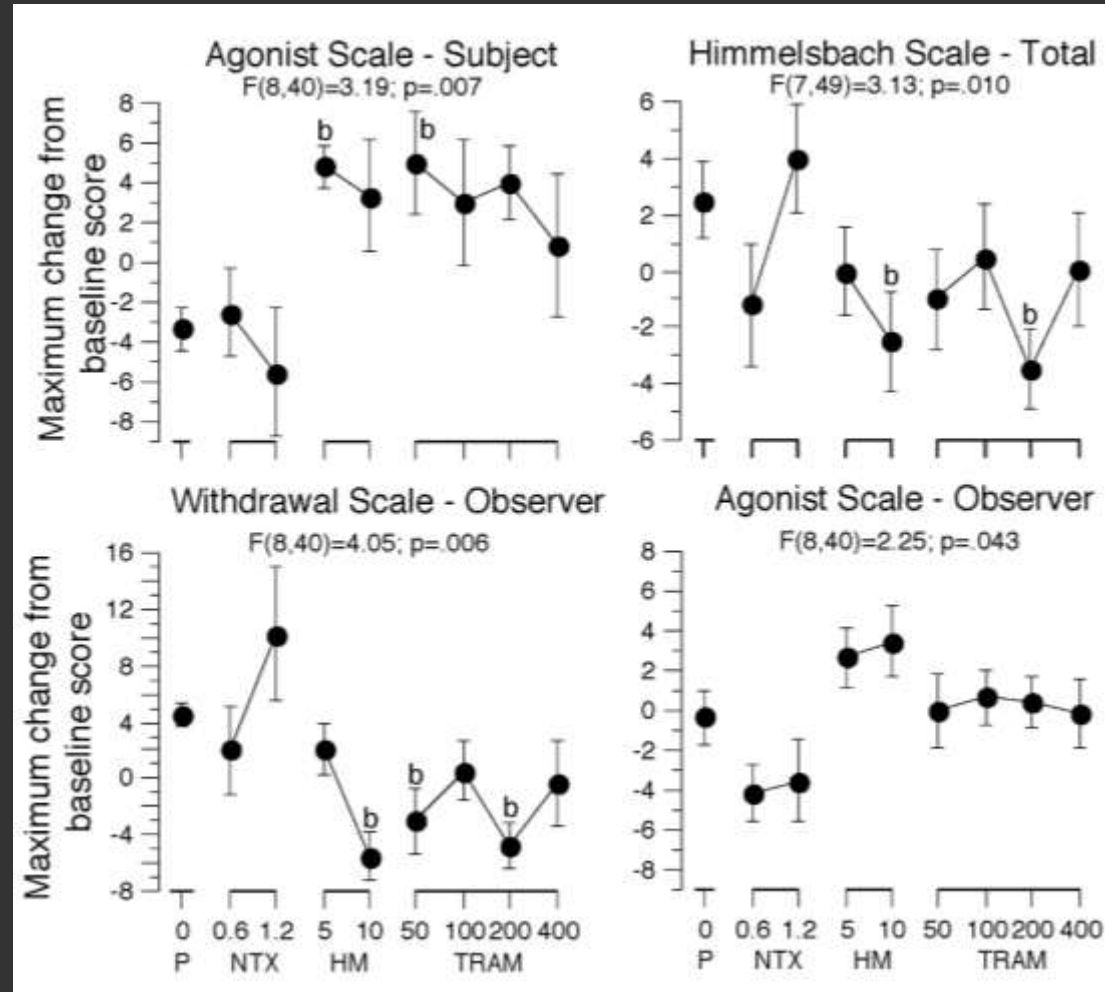 Agonist Scale - Subject
F(8,40)=3.19; p=.007
Maximum change from
baseline score
8
6
4
2
0
-2
-4
-6
-8
b
b
Himmelsbach Scale - Total
F(7,49)=3.13; p=.010
6
4
2
0
-2
-4
-6
b
b
Withdrawal Scale - Observer
F(8,40)=4.05; p=.006
Maximum change from
baseline score
16
12
8
4
0
-4
-8
b
b
b
0 0.6 1.2 5 10 50 100 200 400
P NTX HM TRAM
Agonist Scale - Observer
F(8,40)=2.25; p=.043
8
6
4
2
0
-2
-4
-6
-8
0 0.6 1.2 5 10 50 100 200 400
P NTX HM TRAM